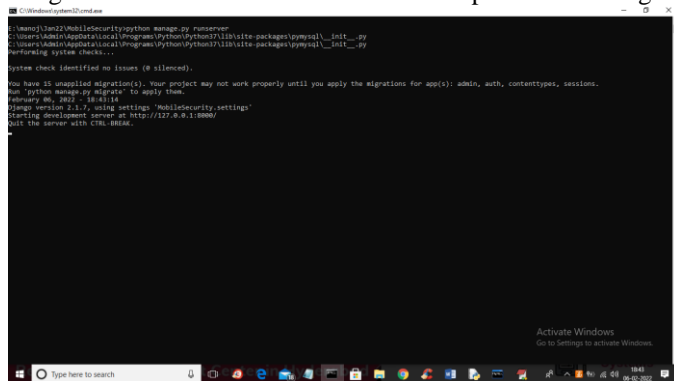 C:\Windows\system32\cmd.exe
E:\manoj\Jan22\MobileSecurity>python manage.py runserver
C:\Users\Admin\AppData\Local\Programs\Python\Python37\lib\site-packages\pymysql\__init__.py
C:\Users\Admin\AppData\Local\Programs\Python\Python37\lib\site-packages\pymysql\__init__.py
Performing system checks...
System check identified no issues (0 silenced).
You have 15 unapplied migration(s). Your project may not work properly until you apply the migrations for app(s): admin, auth, contenttypes, sessions.
Run 'python manage.py migrate' to apply them.
February 06, 2022 - 18:43:14
Django version 2.1.7, using settings 'MobileSecurity.settings'
Starting development server at http://127.0.0.1:8000/
Quit the server with CTRL-BREAK.
Activate Windows
Go to Settings to activate Windows.
Type here to search
18:43
06-02-2022